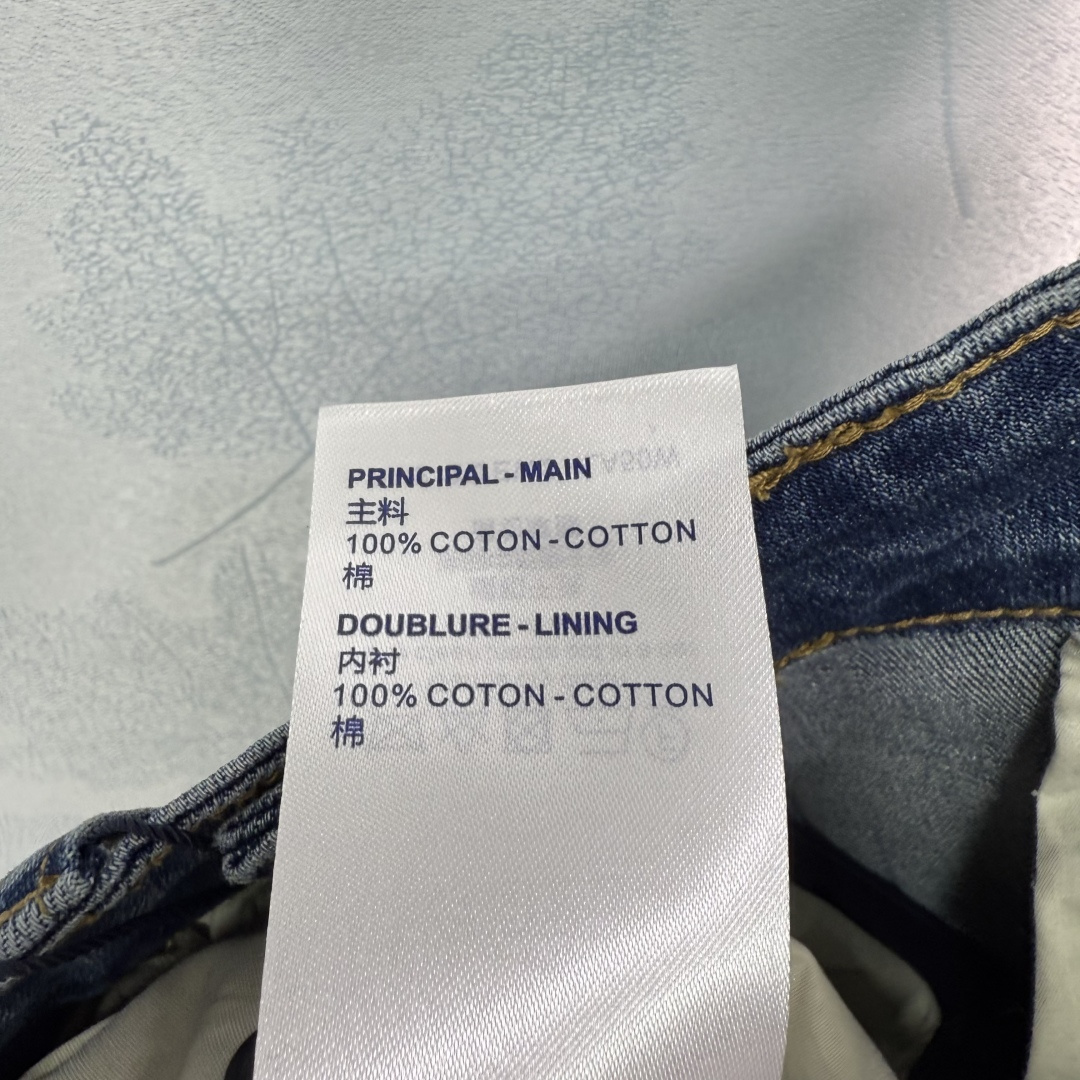 PRINCIPAL - MAIN
主料
100% COTON - COTTON
棉
DOUBLURE - LINING
内衬
100% COTON - COTTON
棉